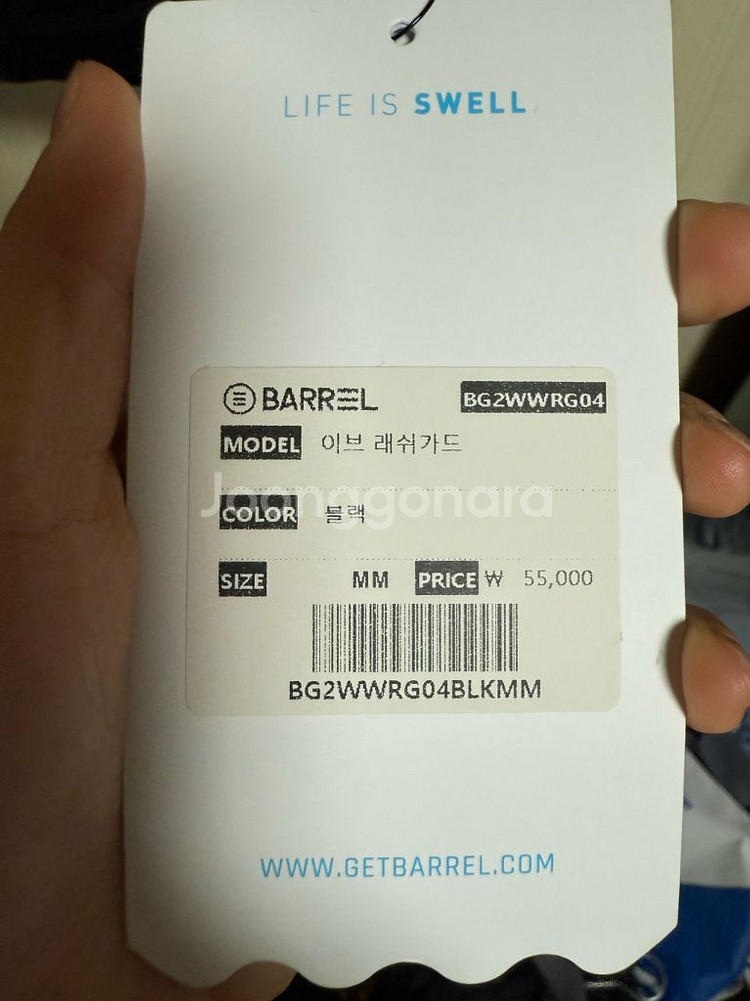 LIFE IS SWELL
BARREL BG2WWRG04
MODEL 이브 래쉬가드
Joonggonara
COLOR 블랙
SIZE MM PRICE ₩ 55,000
BG2WWRG04BLKMM
WWW.GETBARREL.COM